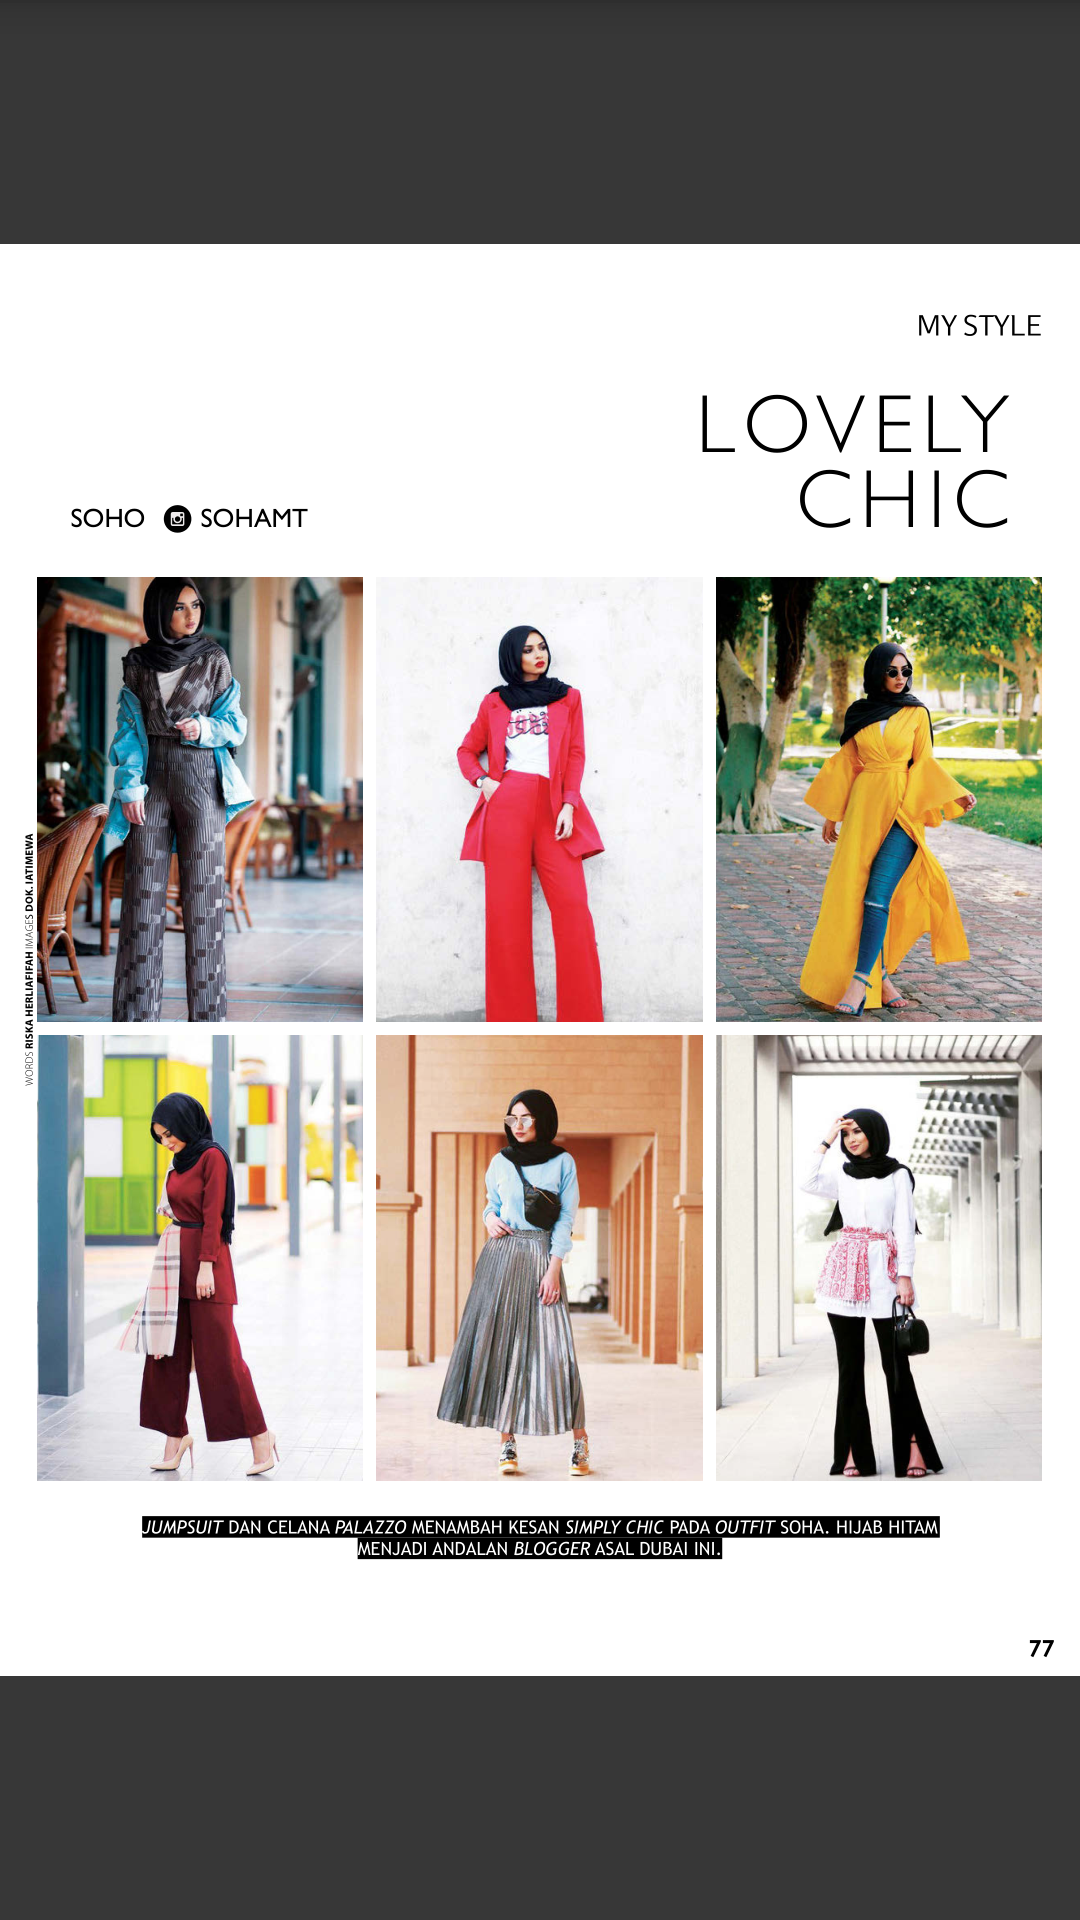 MY STYLE
LOVELY
CHIC
SOHO SOHAMT
WORDS RISKA HERLIAFIFAH IMAGES DOK. IATIMEWA
JUMPSUIT DAN CELANA PALAZZO MENAMBAH KESAN SIMPLY CHIC PADA OUTFIT SOHA. HIJAB HITAM
MENJADI ANDALAN BLOGGER ASAL DUBAI INI.
77